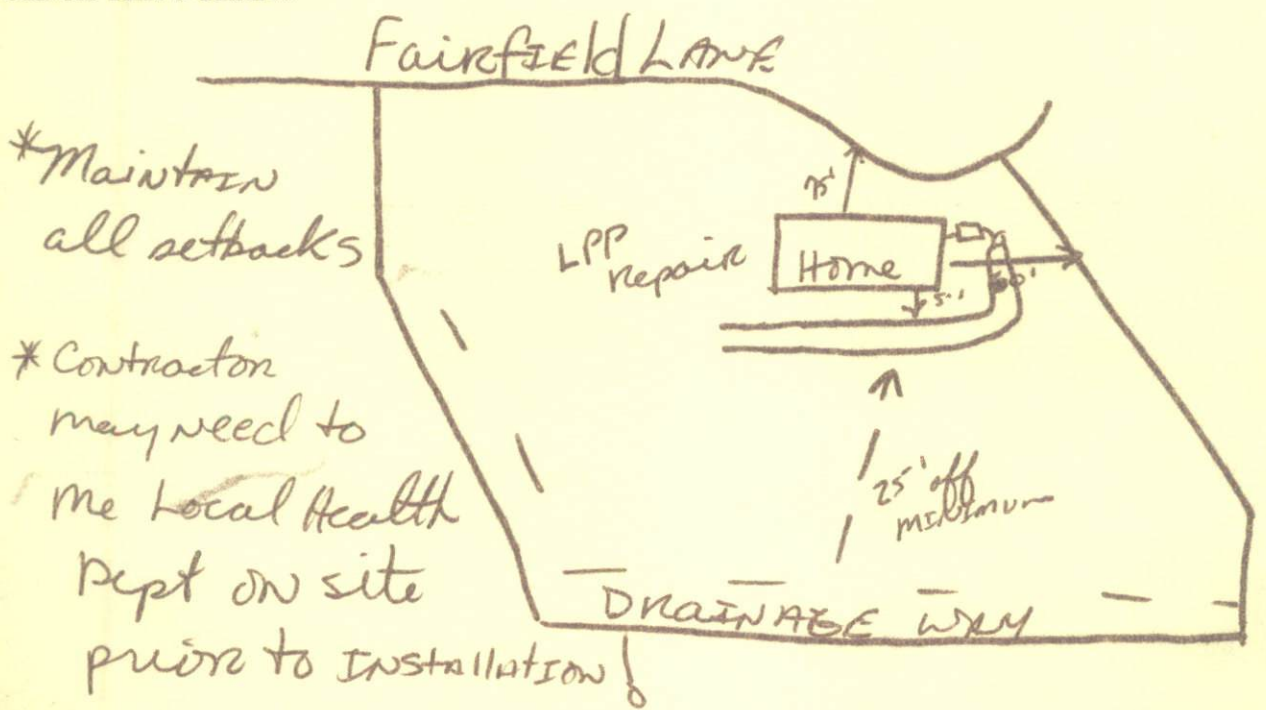 Fairfield LANE
*Maintain
all setbacks
*Contractor
may need to
me Local Health
Dept on site
prior to Installation!
LPP
repair
Home
5'
25' off
minimum
DRAINAGE WAY